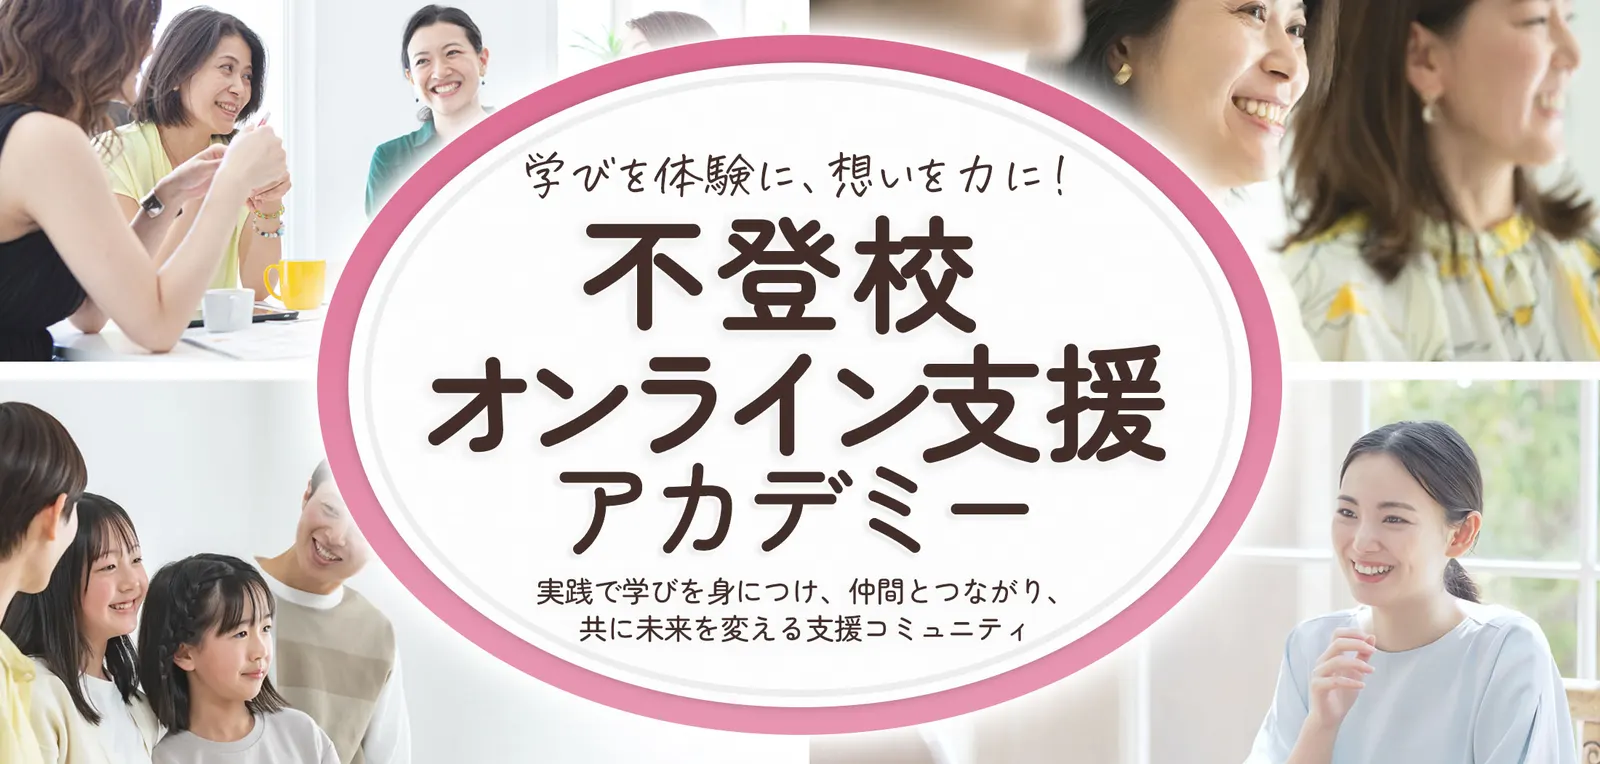 学びを体験に、想いを力に！
不登校
オンライン支援
アカデミー
実践で学びを身につけ、仲間とつながり、
共に未来を変える支援コミュニティ